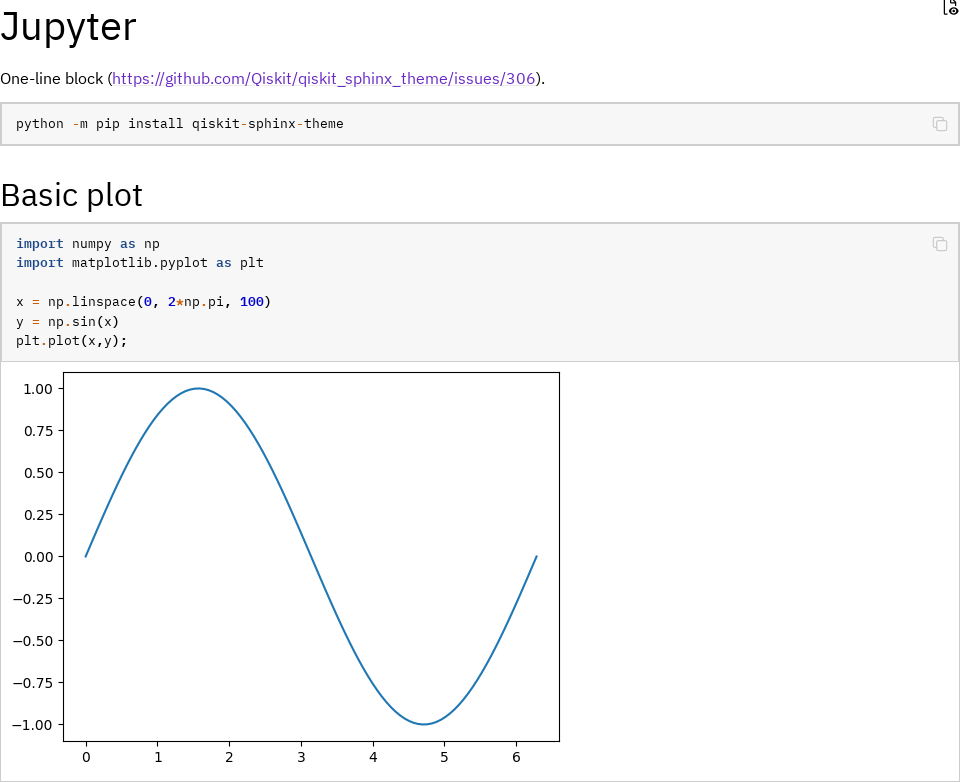 Jupyter
One-line block (https://github.com/Qiskit/qiskit_sphinx_theme/issues/306).
python -m pip install qiskit-sphinx-theme
Basic plot
import numpy as np
import matplotlib.pyplot as plt
x = np.linspace(0, 2*np.pi, 100)
y = np.sin(x)
plt.plot(x,y);
1.00
0.75
0.50
0.25
0.00
−0.25
−0.50
−0.75
−1.00
0 1 2 3 4 5 6